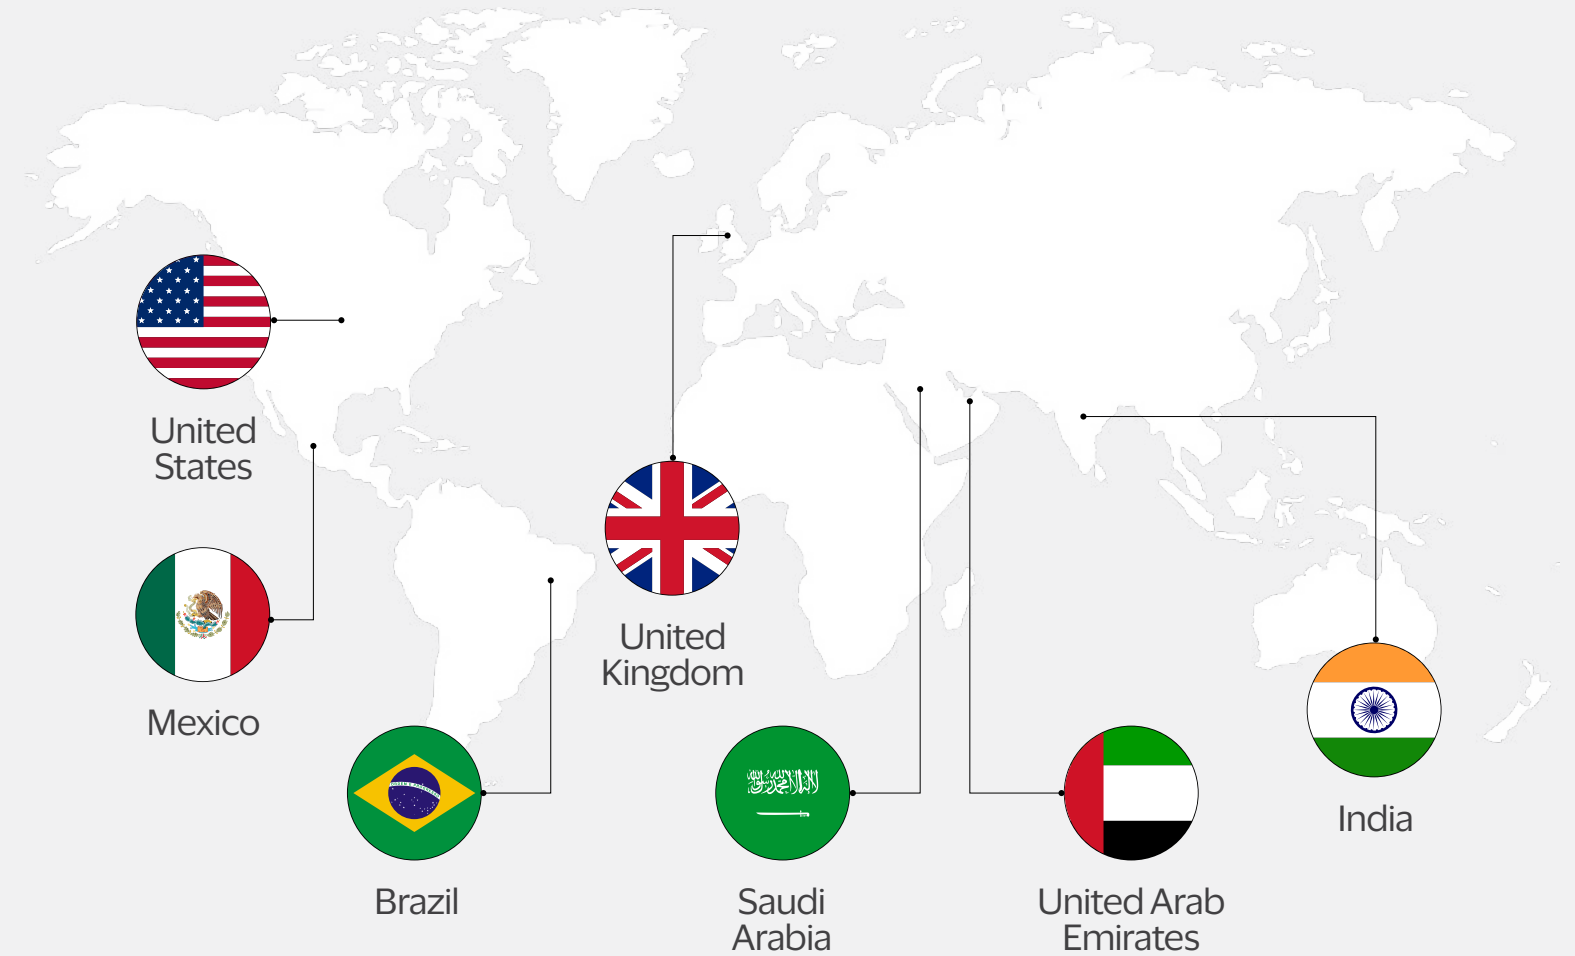 United
States
Mexico
Brazil
United
Kingdom
Saudi
Arabia
United Arab
Emirates
India